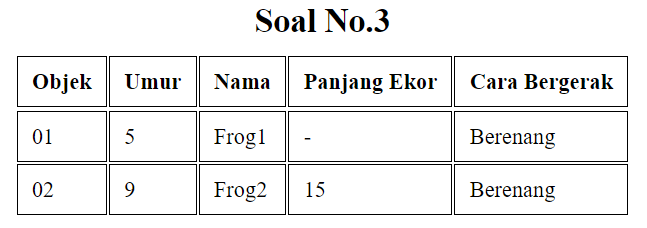 Soal No.3
Objek Umur Nama Panjang Ekor Cara Bergerak
01 5 Frog1 - Berenang
02 9 Frog2 15 Berenang